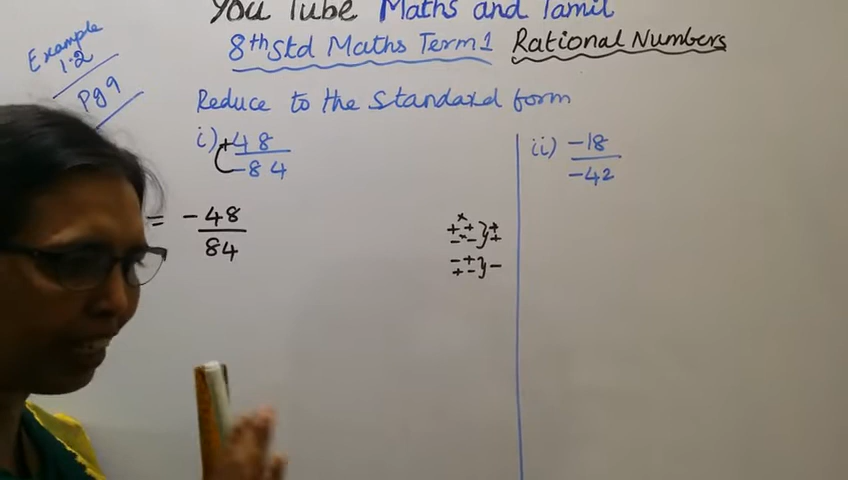 You Tube Maths and Tamil
8th Std Maths Term 1 Rational Numbers
Example
1.2
Pg 9
Reduce to the standard form
i) +48
-84
ii) -18
-42
= -48
84
×
+ + } +
- - } +
- + } -
+ -